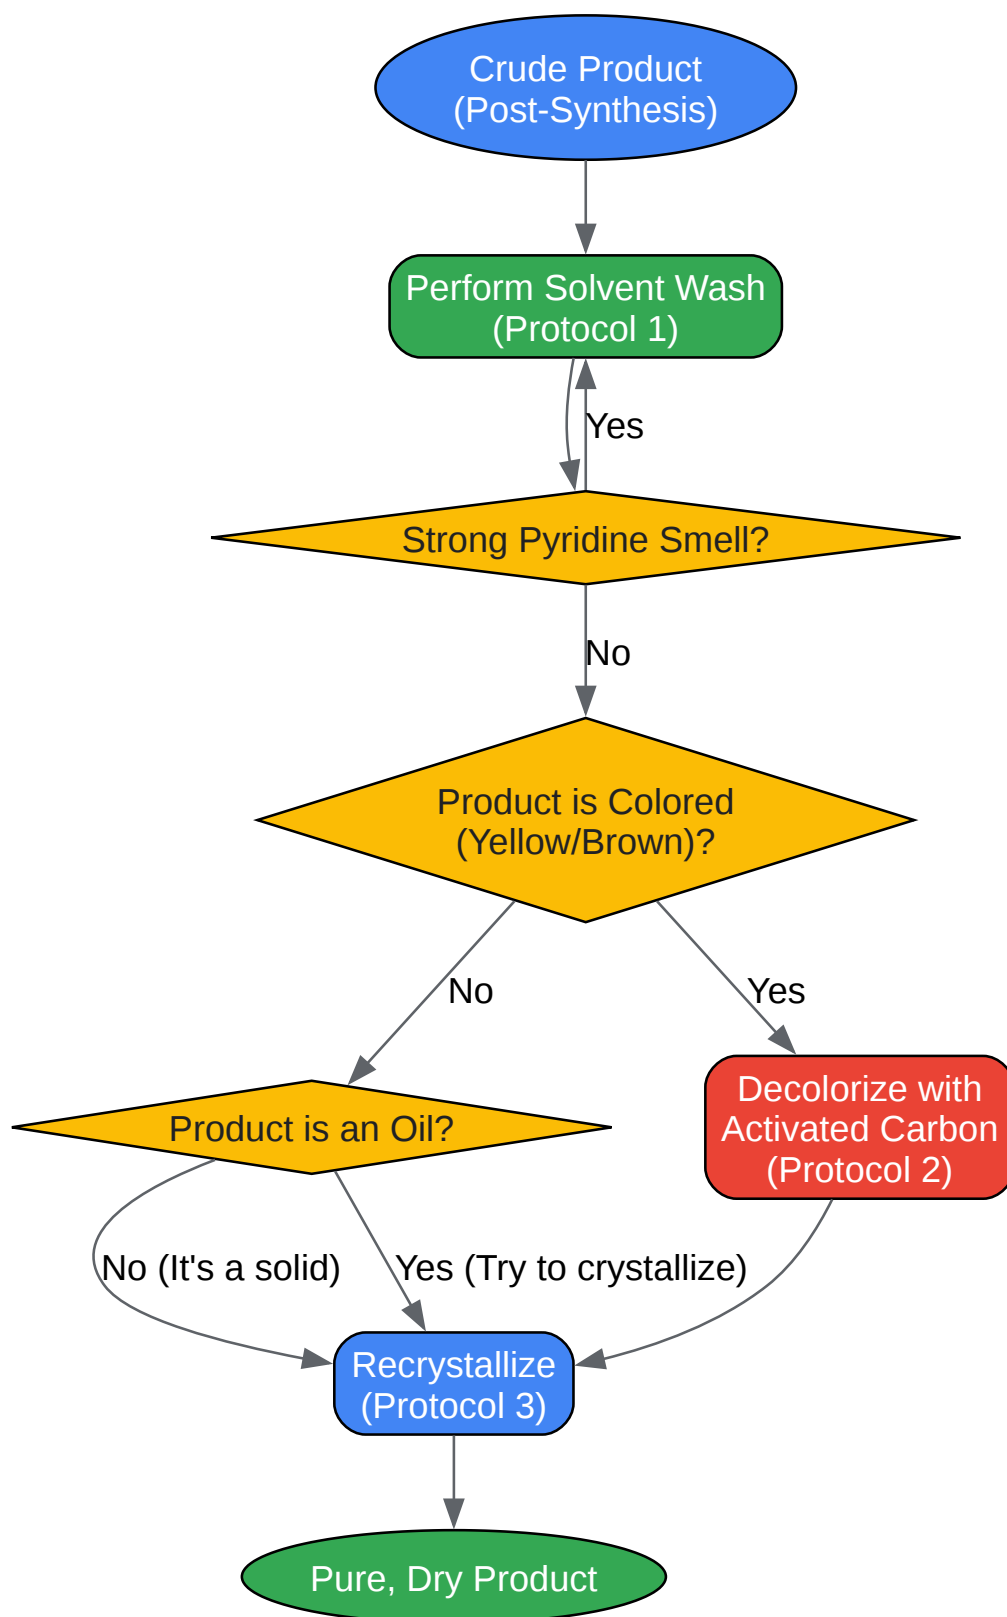 Crude Product
(Post-Synthesis)
Perform Solvent Wash
(Protocol 1)
Yes
Strong Pyridine Smell?
No
Product is Colored
(Yellow/Brown)?
No
Yes
Product is an Oil?
Decolorize with
Activated Carbon
(Protocol 2)
No (It's a solid)
Yes (Try to crystallize)
Recrystallize
(Protocol 3)
Pure, Dry Product